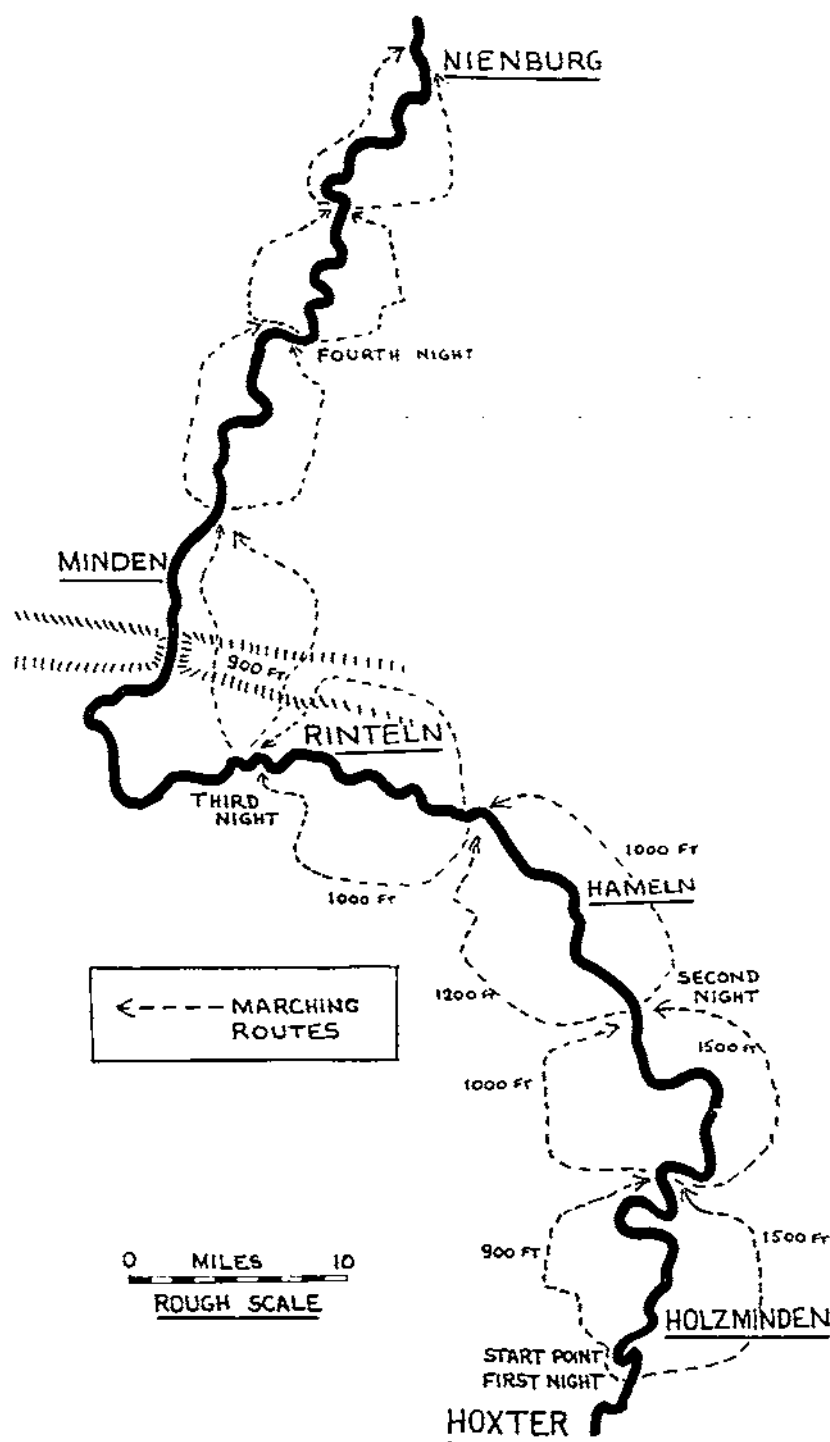 NIENBURG
FOURTH NIGHT
MINDEN
900 FT
RINTELN
THIRD
NIGHT
1000 FT
1000 FT
HAMELN
1200 FT
SECOND
NIGHT
← MARCHING
ROUTES
1500 FT
1000 FT
900 FT
1500 FT
0 MILES 10
ROUGH SCALE
HOLZMINDEN
START POINT
FIRST NIGHT
HOXTER